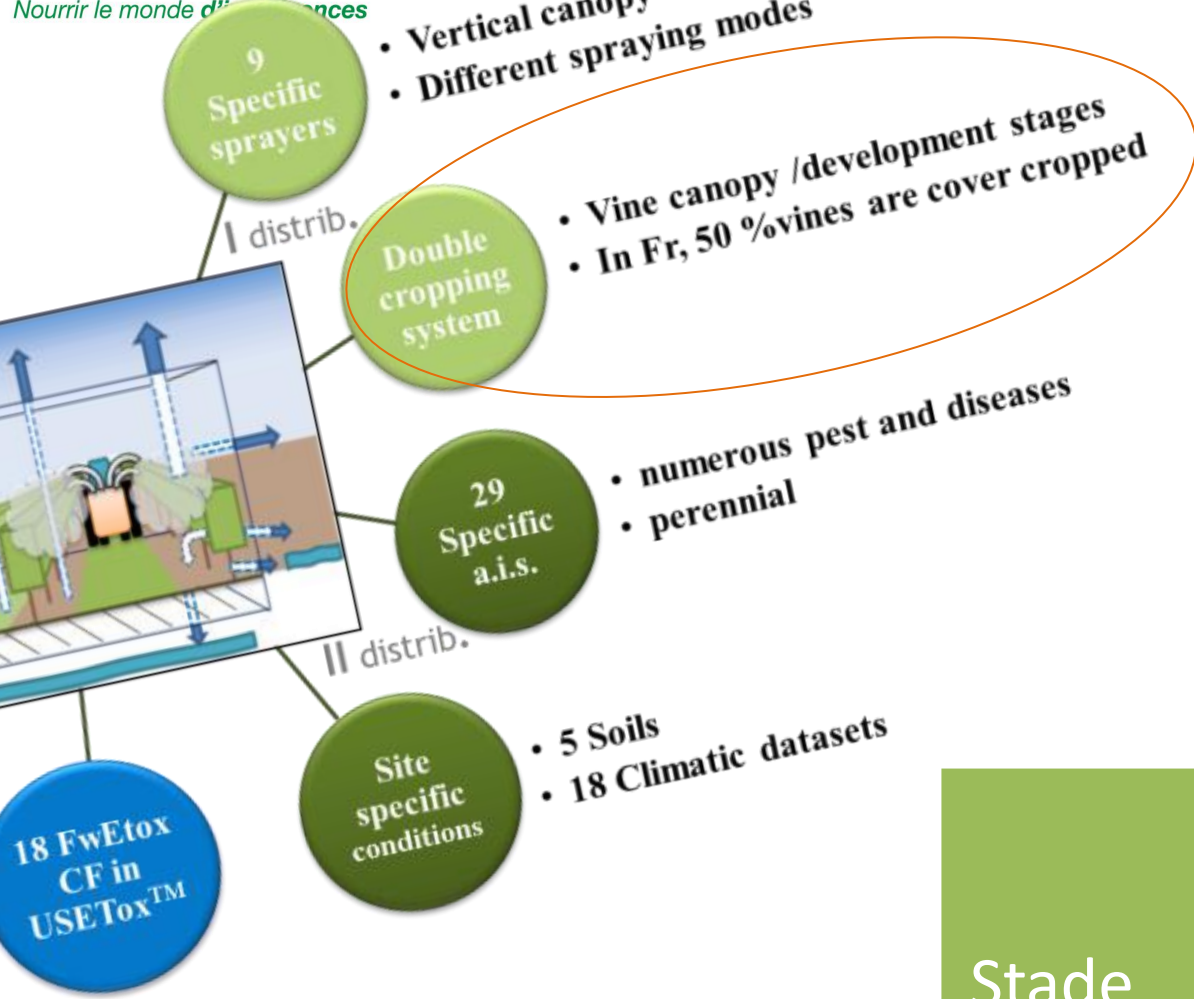 Nourrir le monde
9
Specific
sprayers
• Vertical canopy
• Different spraying modes
I distrib.
Double
cropping
system
• Vine canopy /development stages
• In Fr, 50 %vines are cover cropped
29
Specific
a.i.s.
• numerous pest and diseases
• perennial
II distrib.
Site
specific
conditions
• 5 Soils
• 18 Climatic datasets
18 FwEtox
CF in
USETox™
Stade